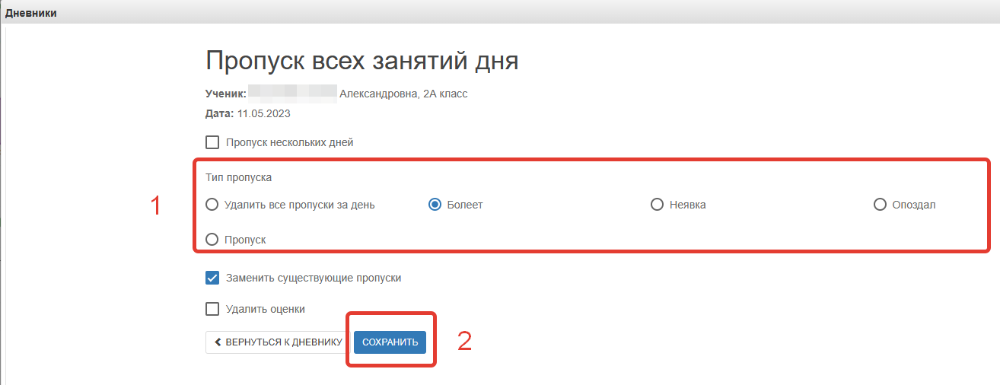 Дневники
Пропуск всех занятий дня
Ученик: Александровна, 2А класс
Дата: 11.05.2023
Пропуск нескольких дней
Тип пропуска
1
Удалить все пропуски за день Болеет Неявка Опоздал
Пропуск
Заменить существующие пропуски
Удалить оценки
ВЕРНУТЬСЯ К ДНЕВНИКУ СОХРАНИТЬ 2